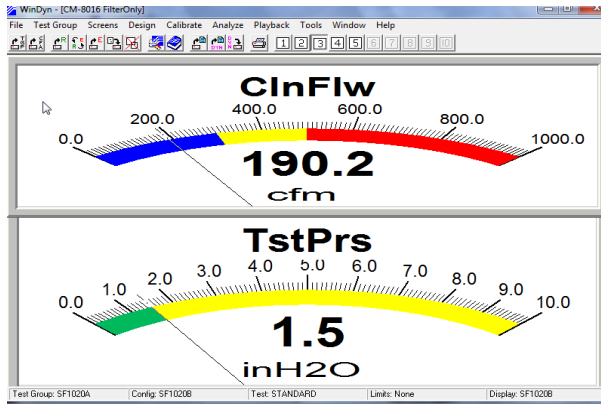 WinDyn - [CM-8016 FilterOnly]
File Test Group Screens Design Calibrate Analyze Playback Tools Window Help
1 2 3 4 5 6 7 8 9 10
ClnFlw
0.0 200.0 400.0 600.0 800.0 1000.0
190.2
cfm
TstPrs
0.0 1.0 2.0 3.0 4.0 5.0 6.0 7.0 8.0 9.0 10.0
1.5
inH2O
Test Group: SF1020A Config: SF1020B Test: STANDARD Limits: None Display: SF1020B